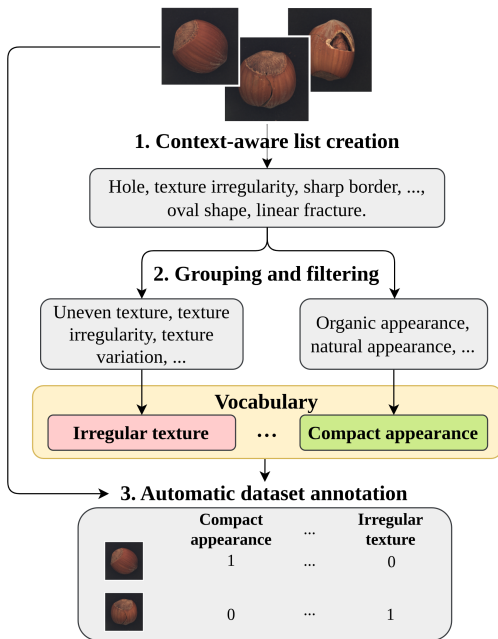 1. Context-aware list creation
Hole, texture irregularity, sharp border, ...,
oval shape, linear fracture.
2. Grouping and filtering
Uneven texture, texture
irregularity, texture
variation, ...
Organic appearance,
natural appearance, ...
Vocabulary
Irregular texture
...
Compact appearance
3. Automatic dataset annotation
Compact
appearance
...
Irregular
texture
1 ... 0
0 ... 1